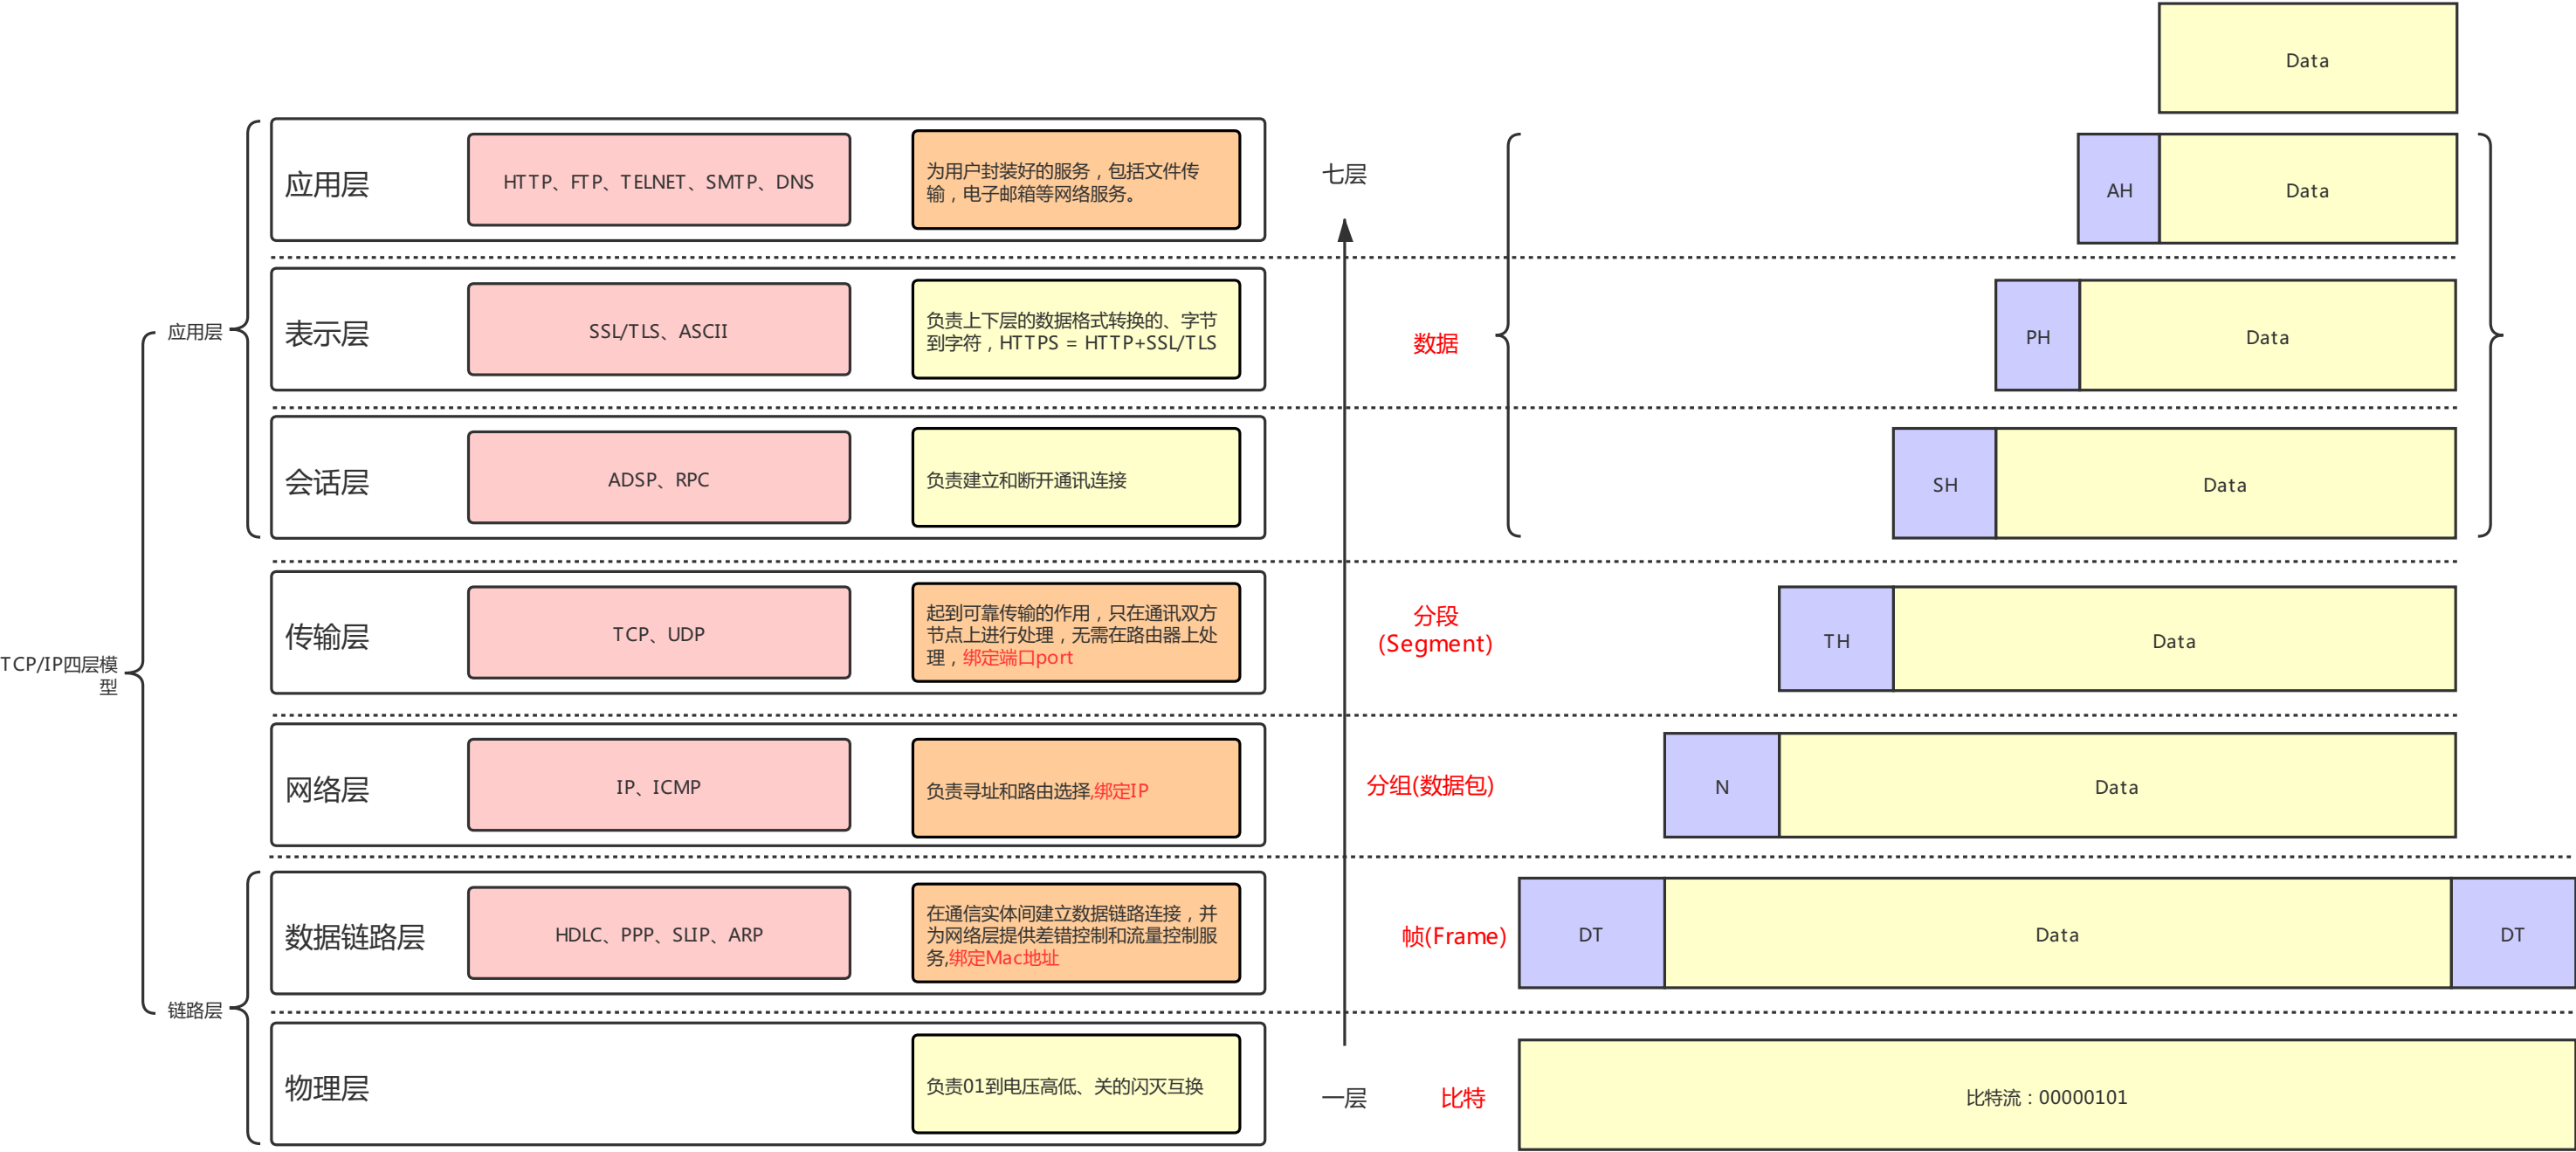 Data
应用层
HTTP、FTP、TELNET、SMTP、DNS
为用户封装好的服务，包括文件传
输，电子邮箱等网络服务。
七层
AH
Data
应用层
表示层
SSL/TLS、ASCII
负责上下层的数据格式转换的、字节
到字符，HTTPS = HTTP+SSL/TLS
数据
PH
Data
会话层
ADSP、RPC
负责建立和断开通讯连接
SH
Data
TCP/IP四层模
型
传输层
TCP、UDP
起到可靠传输的作用，只在通讯双方
节点上进行处理，无需在路由器上处
理，绑定端口port
分段
(Segment)
TH
Data
网络层
IP、ICMP
负责寻址和路由选择,绑定IP
分组(数据包)
N
Data
数据链路层
HDLC、PPP、SLIP、ARP
在通信实体间建立数据链路连接，并
为网络层提供差错控制和流量控制服
务,绑定Mac地址
帧(Frame)
DT
Data
DT
链路层
物理层
负责01到电压高低、关的闪灭互换
一层
比特
比特流：00000101